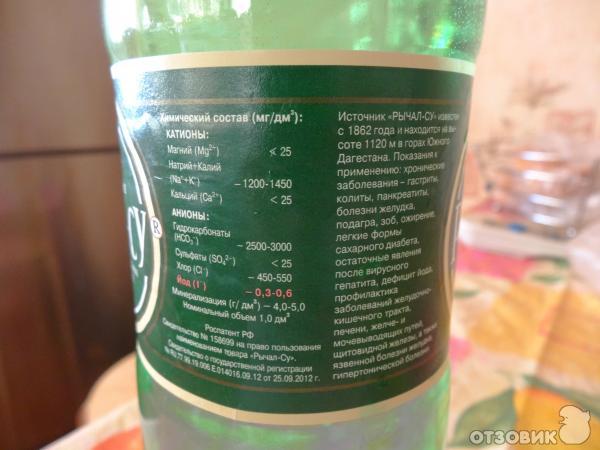 су®
Химический состав (мг/дм³):
КАТИОНЫ:
Магний (Mg²⁺) < 25
Натрий+Калий
(Na⁺+K⁺) – 1200-1450
Кальций (Ca²⁺) < 25
АНИОНЫ:
Гидрокарбонаты
(HCO₃⁻) – 2500-3000
Сульфаты (SO₄²⁻) < 25
Хлор (Cl⁻) – 450-550
Йод (I⁻) – 0,3-0,6
Минерализация (г/ дм³) – 4,0-5,0
Номинальный объем 1,0 дм³
Роспатент РФ
Свидетельство № 158699 на право пользования
наименованием товара «Рычал-Су».
Свидетельство о государственной регистрации
№ RU.77.99.19.006.Е.014016.09.12 от 25.09.2012 г.
Источник «РЫЧАЛ-СУ» известен
с 1862 года и находится на вы-
соте 1120 м в горах Южного
Дагестана. Показания к
применению: хронические
заболевания – гастриты,
колиты, панкреатиты,
болезни желудка,
подагра, зоб, ожирение,
легкие формы
сахарного диабета,
остаточные явления
после вирусного
гепатита, дефицит йода,
профилактика
заболеваний желудочно-
кишечного тракта,
печени, желче- и
мочевыводящих путей,
щитовидной железы, а также
язвенной болезни желудка,
гипертонической болезни
ОТЗОВИК